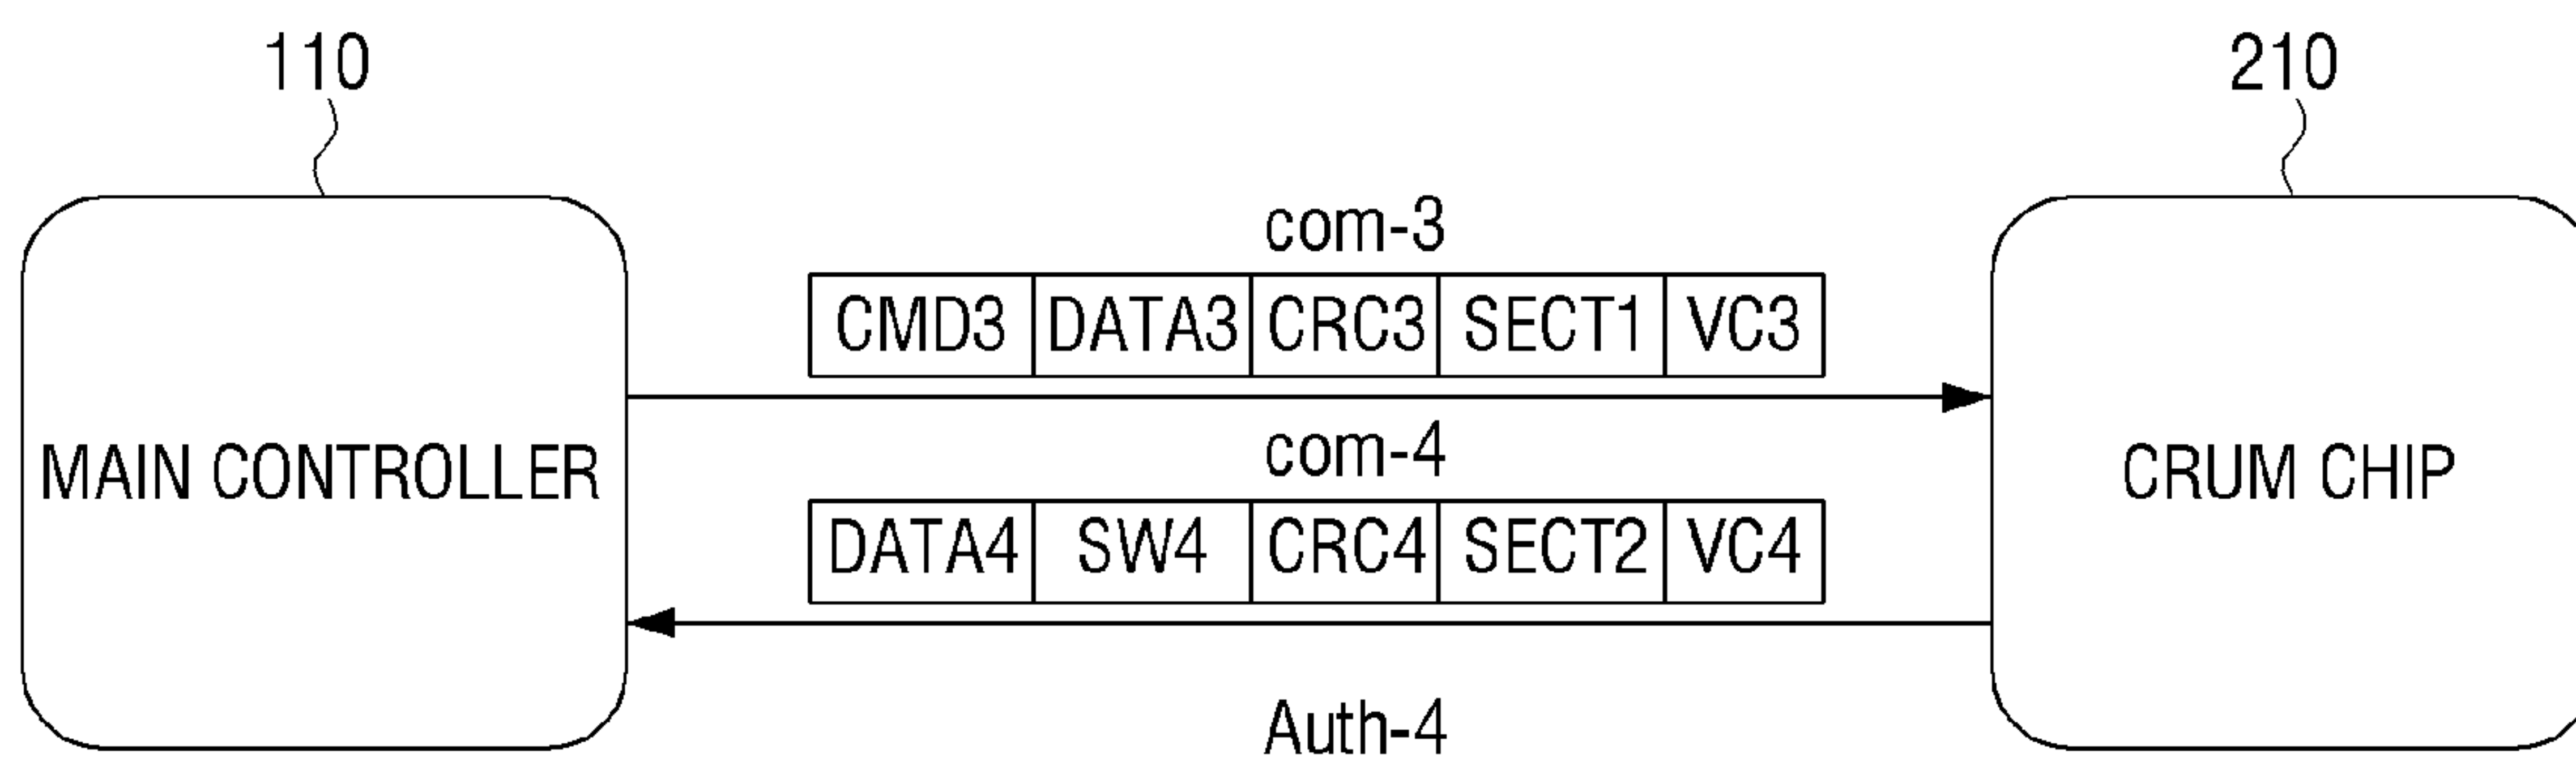 110 210
com-3
CMD3 DATA3 CRC3 SECT1 VC3
com-4
MAIN CONTROLLER CRUM CHIP
DATA4 SW4 CRC4 SECT2 VC4
Auth-4